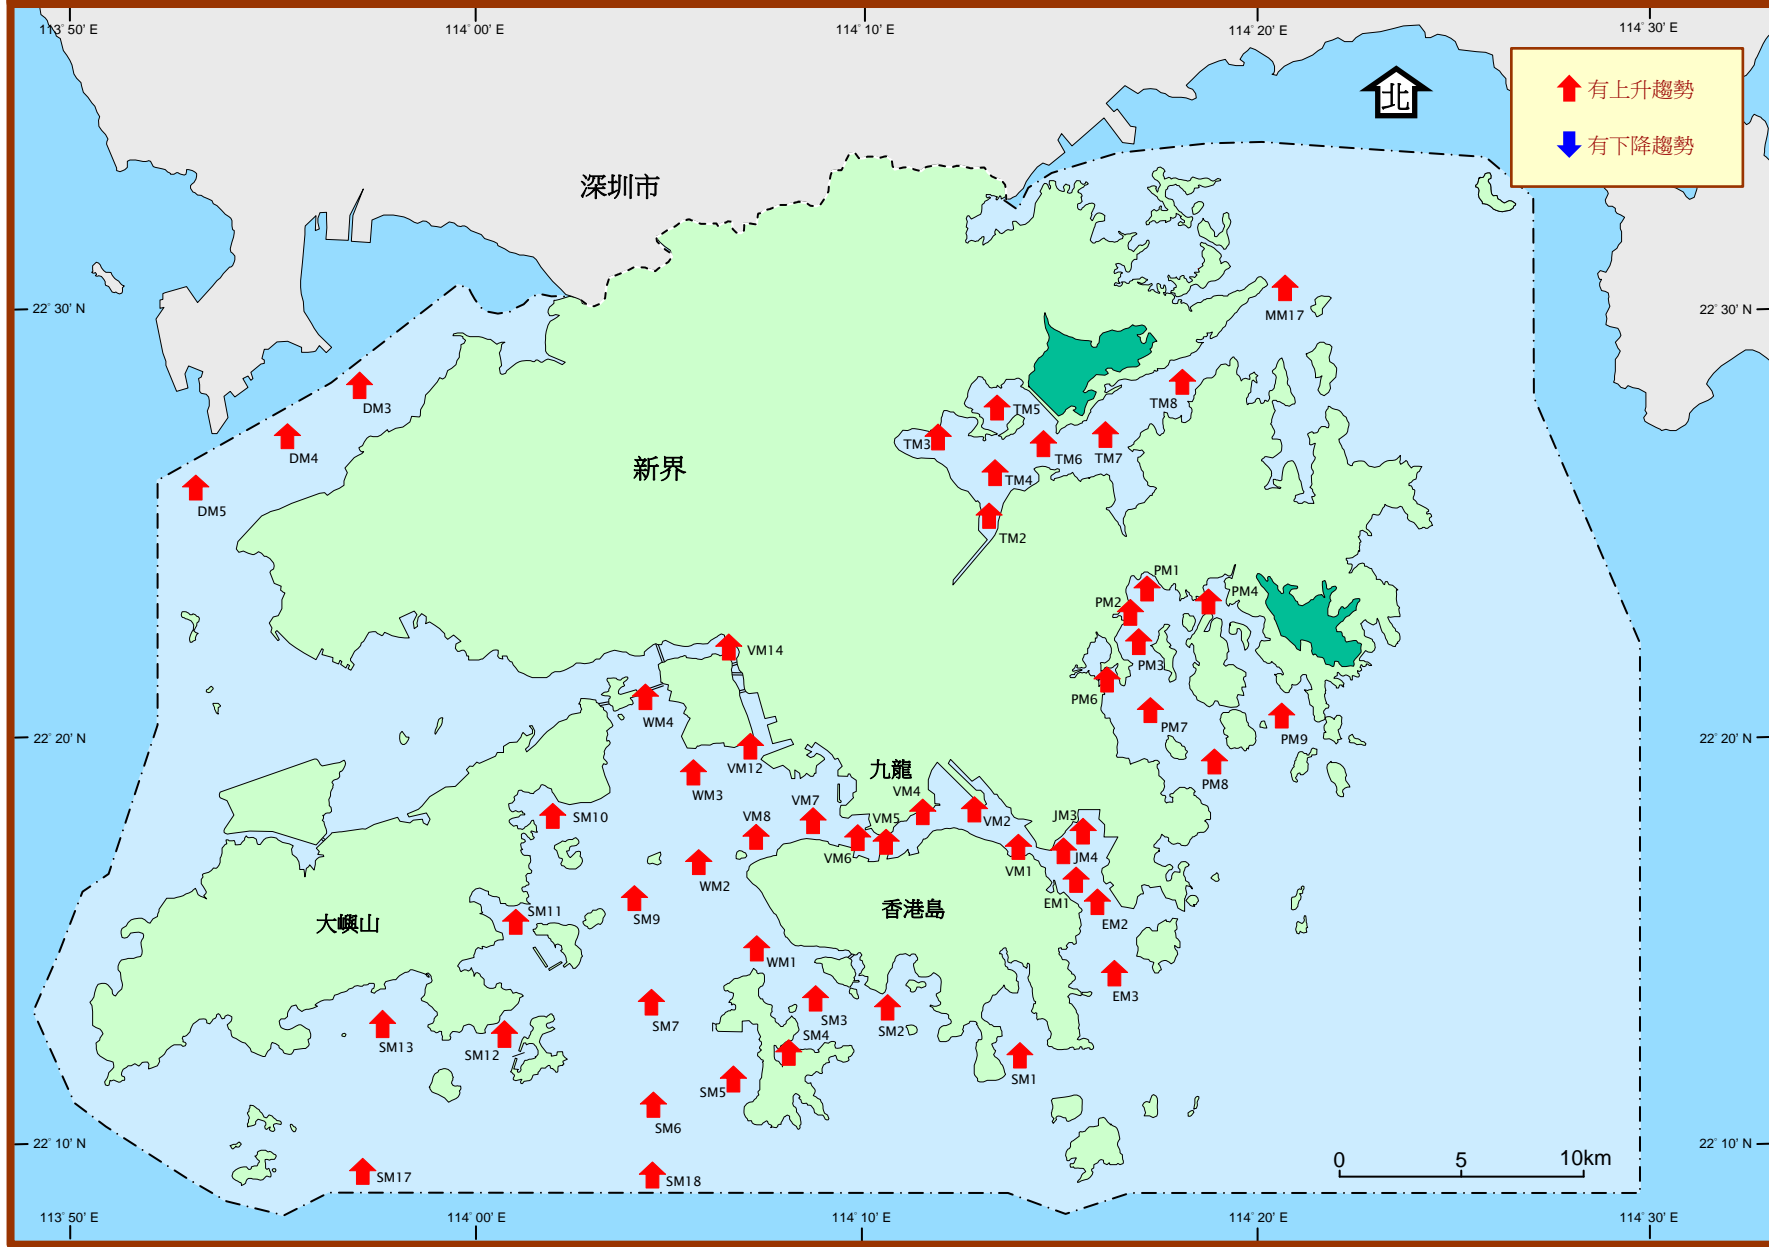 113° 50' E
114° 00' E
114° 10' E
114° 20' E
114° 30' E
北
有上升趨勢
有下降趨勢
深圳市
22° 30' N
22° 30' N
MM17
DM3
TM8
TM5
DM4
TM3
TM6
TM7
新界
TM4
DM5
TM2
PM1
PM4
PM2
VM14
PM3
PM6
WM4
PM7
22° 20' N
22° 20' N
PM9
VM12
九龍
PM8
WM3
VM4
VM7
VM8
VM5
VM2
JM3
SM10
VM6
JM4
VM1
WM2
SM9
SM11
香港島
EM1
大嶼山
EM2
WM1
EM3
SM3
SM7
SM2
SM4
SM13
SM12
SM1
SM5
SM6
22° 10' N
22° 10' N
0 5 10km
SM17
SM18
113° 50' E
114° 00' E
114° 10' E
114° 20' E
114° 30' E